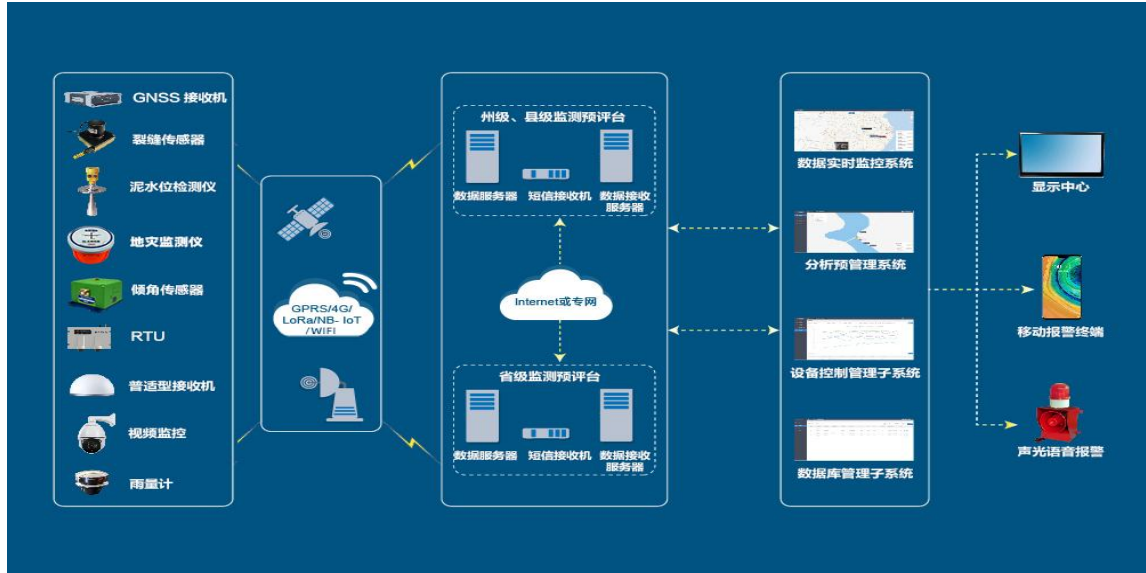 GNSS 接收机
裂缝传感器
泥水位检测仪
地灾监测仪
倾角传感器
RTU
普适型接收机
视频监控
雨量计
GPRS/4G/
LoRa/NB- IoT
/WIFI
州级、县级监测预评台
数据服务器
短信接收机
数据接收
服务器
Internet或专网
省级监测预评台
数据服务器
短信接收机
数据接收
服务器
数据实时监控系统
分析预管理系统
设备控制管理子系统
数据库管理子系统
显示中心
移动报警终端
声光语音报警